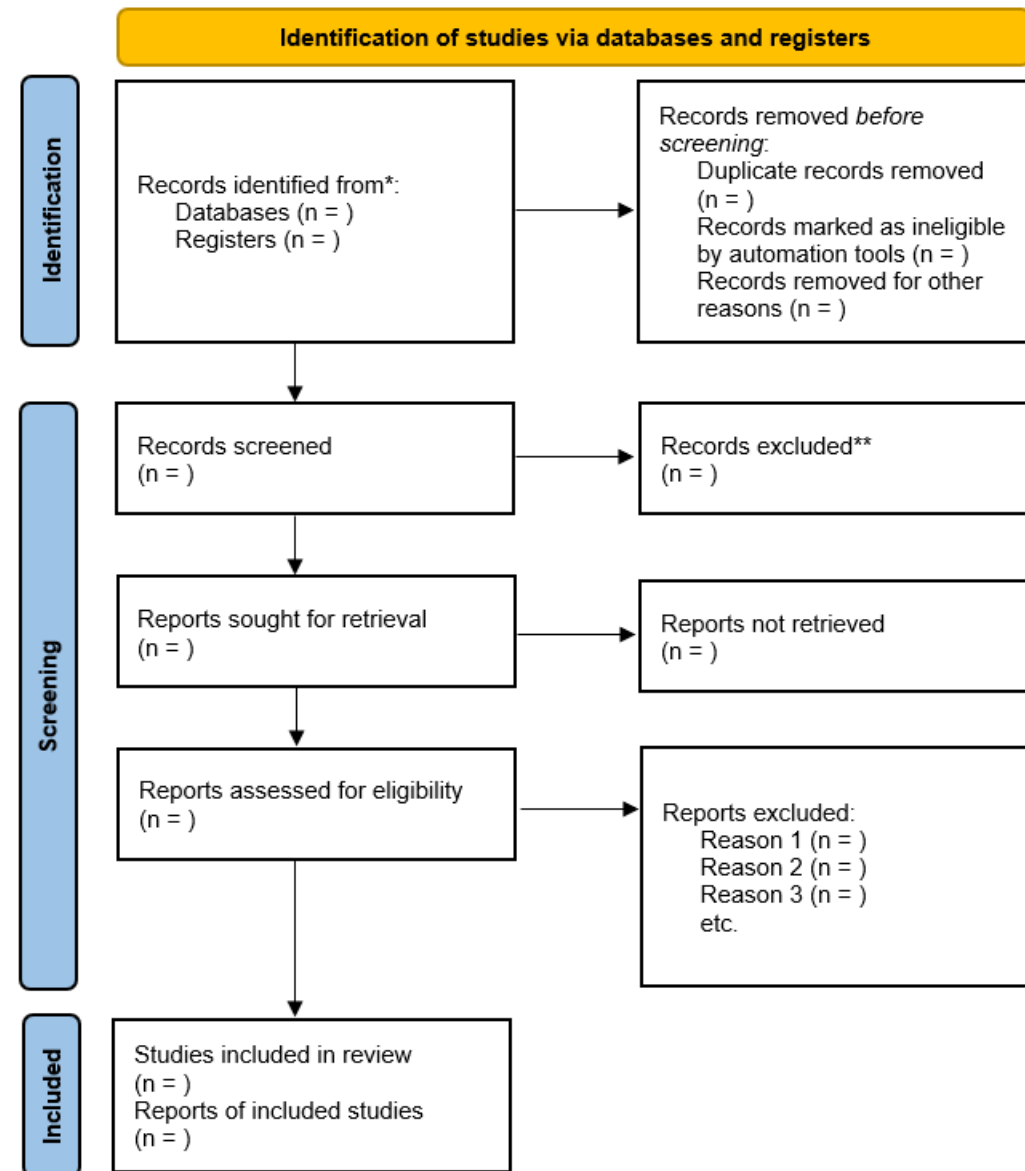 Identification of studies via databases and registers
Identification
Records identified from*:
Databases (n = )
Registers (n = )
Records removed before
screening:
Duplicate records removed
(n = )
Records marked as ineligible
by automation tools (n = )
Records removed for other
reasons (n = )
Screening
Records screened
(n = )
Records excluded**
(n = )
Reports sought for retrieval
(n = )
Reports not retrieved
(n = )
Reports assessed for eligibility
(n = )
Reports excluded:
Reason 1 (n = )
Reason 2 (n = )
Reason 3 (n = )
etc.
Included
Studies included in review
(n = )
Reports of included studies
(n = )